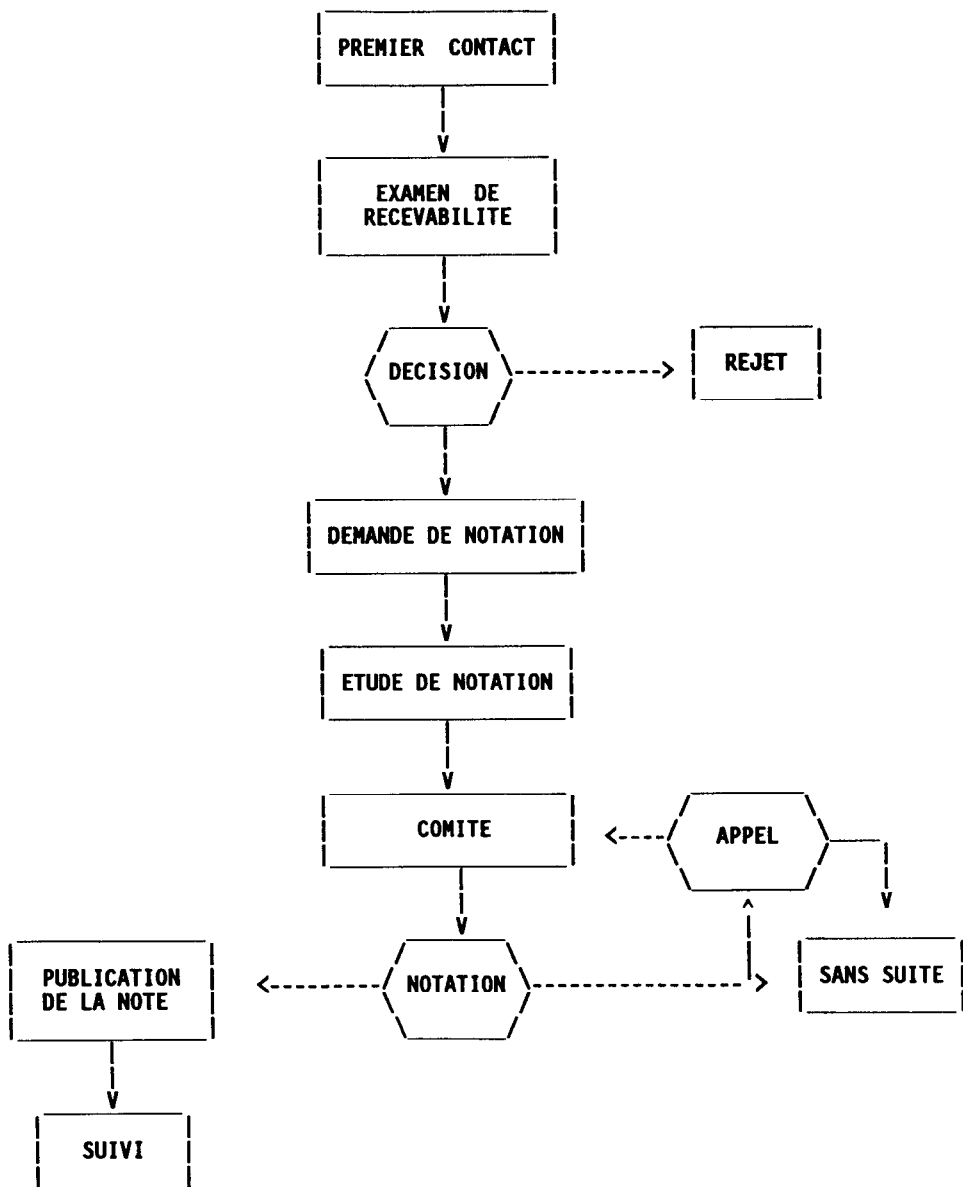 PREMIER CONTACT
EXAMEN DE
RECEVABILITE
DECISION
REJET
DEMANDE DE NOTATION
ETUDE DE NOTATION
COMITE
APPEL
PUBLICATION
DE LA NOTE
NOTATION
SANS SUITE
SUIVI